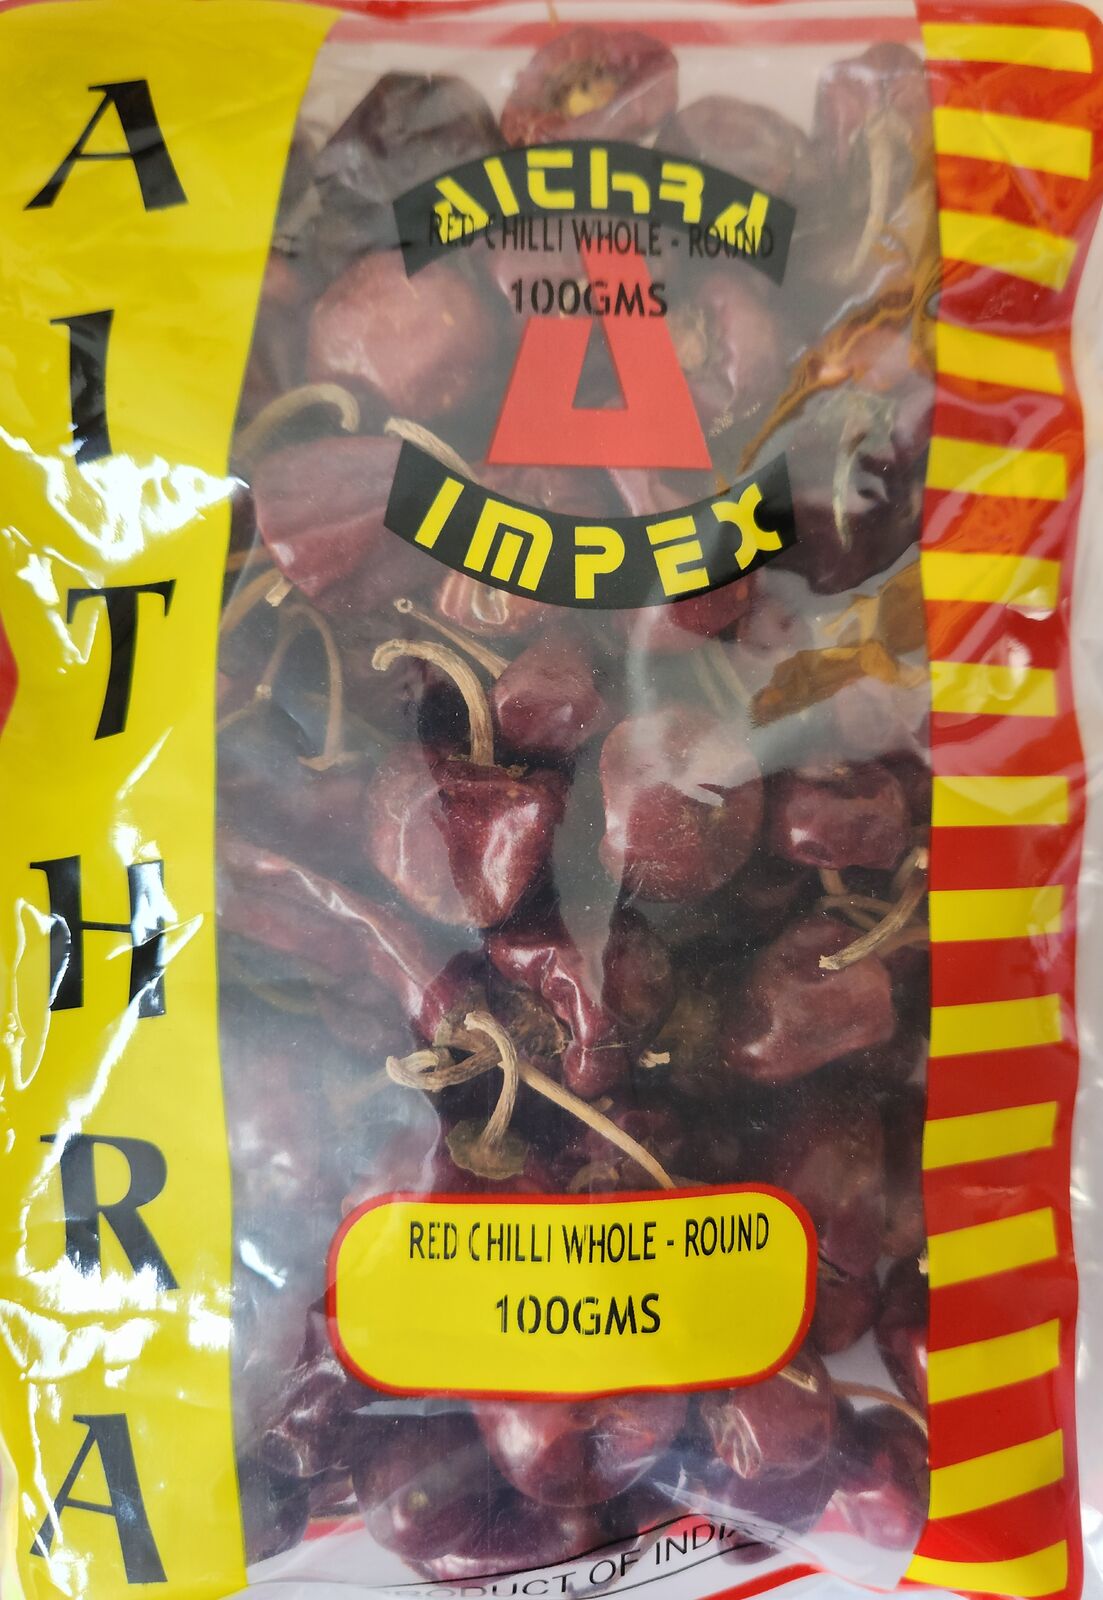 AITHRA
AITHRA
RED CHILLI WHOLE - ROUND
100GMS
IMPEX
RED CHILLI WHOLE - ROUND
100GMS
PRODUCT OF INDIA